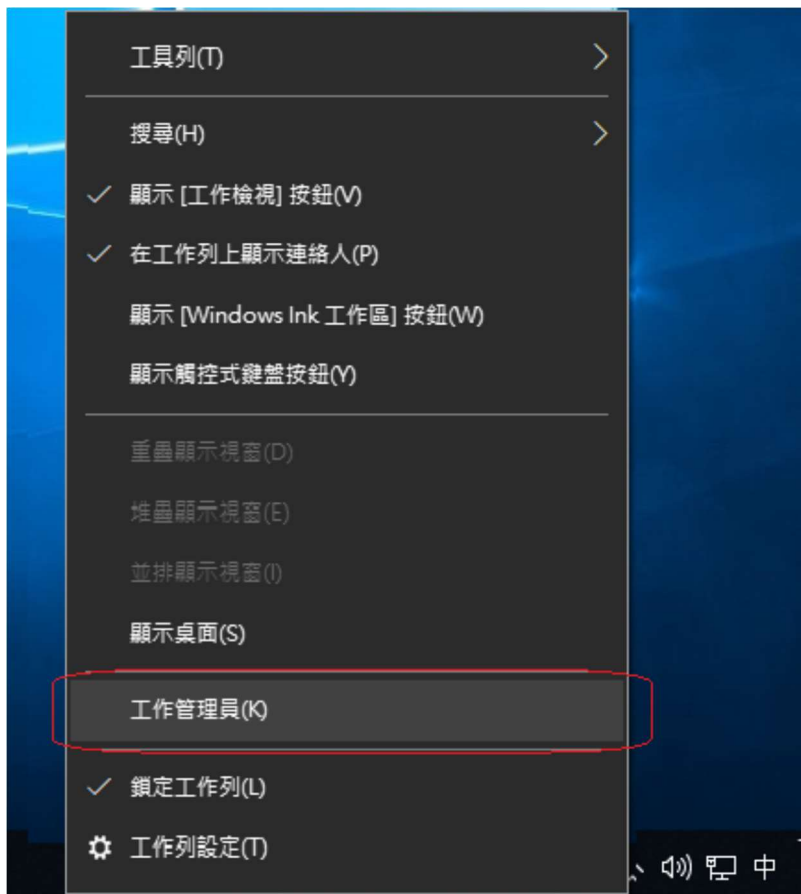 工具列(T)
搜尋(H)
顯示 [工作檢視] 按鈕(V)
在工作列上顯示連絡人(P)
顯示 [Windows Ink 工作區] 按鈕(W)
顯示觸控式鍵盤按鈕(Y)
重疊顯示視窗(D)
堆疊顯示視窗(E)
並排顯示視窗(I)
顯示桌面(S)
工作管理員(K)
鎖定工作列(L)
工作列設定(T)
中